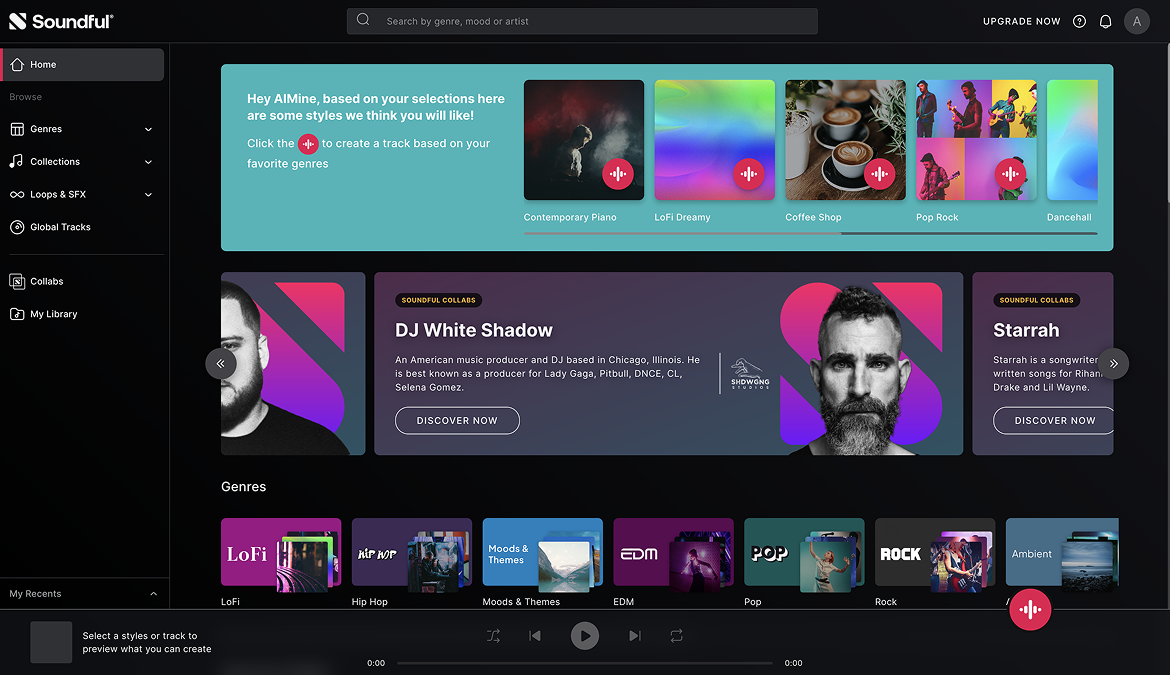 Soundful®
Search by genre, mood or artist
UPGRADE NOW
A
Home
Browse
Genres
Collections
Loops & SFX
Global Tracks
Collabs
My Library
My Recents
Hey AIMine, based on your selections here
are some styles we think you will like!
Click the to create a track based on your
favorite genres
Contemporary Piano
LoFi Dreamy
Coffee Shop
Pop Rock
Dancehall
SOUNDFUL COLLABS
DJ White Shadow
An American music producer and DJ based in Chicago, Illinois. He
is best known as a producer for Lady Gaga, Pitbull, DNCE, CL,
Selena Gomez.
DISCOVER NOW
SHDWGNG
STUDIOS
SOUNDFUL COLLABS
Starrah
Starrah is a songwriter
written songs for Rihan
Drake and Lil Wayne.
DISCOVER NOW
Genres
LoFi
HIP HOP
Moods &
Themes
EDM
POP
ROCK
Ambient
LoFi
Hip Hop
Moods & Themes
EDM
Pop
Rock
Select a styles or track to
preview what you can create
0:00
0:00